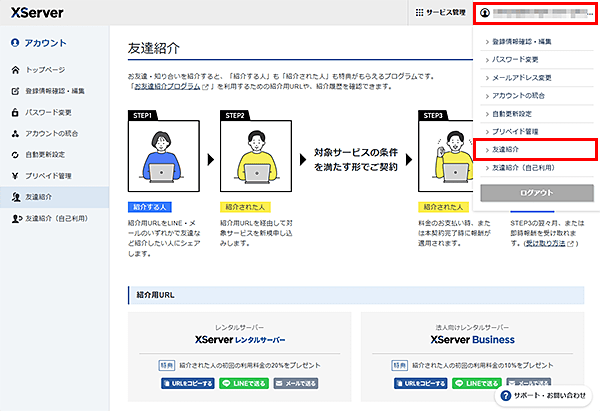 XServer
サービス管理
アカウント
トップページ
登録情報確認・編集
パスワード変更
メールアドレス変更
アカウントの統合
自動更新設定
プリペイド管理
友達紹介
友達紹介（自己利用）
友達紹介
お友達・知り合いを紹介すると、「紹介する人」も「紹介された人」も特典がもらえるプログラムです。
「お友達紹介プログラム」を利用するための紹介用URLや、紹介履歴を確認できます。
STEP1
紹介する人
紹介用URLをLINE・メ
ールのいずれかで友達な
ど紹介したい人にシェア
します。
STEP2
紹介された人
紹介用URLを経由して対
象サービスを新規申し込
みします。
対象サービスの条件
を満たす形でご契約
STEP3
紹介された人
料金のお支払い時、また
は本契約完了時に報酬が
適用されます。
STEP3の翌々月、または
即時報酬を受け取れま
す。(受け取り方法)
登録情報確認・編集
パスワード変更
メールアドレス変更
アカウントの統合
自動更新設定
プリペイド管理
友達紹介
友達紹介（自己利用）
ログアウト
紹介用URL
レンタルサーバー
XServer レンタルサーバー
特典 紹介された人の初回の利用料金の20%をプレゼント
URLをコピーする LINEで送る メールで送る
法人向けレンタルサーバー
XServer Business
特典 紹介された人の初回の利用料金の10%をプレゼント
URLをコピーする LINEで送る メールで送る
サポート・お問い合わせ